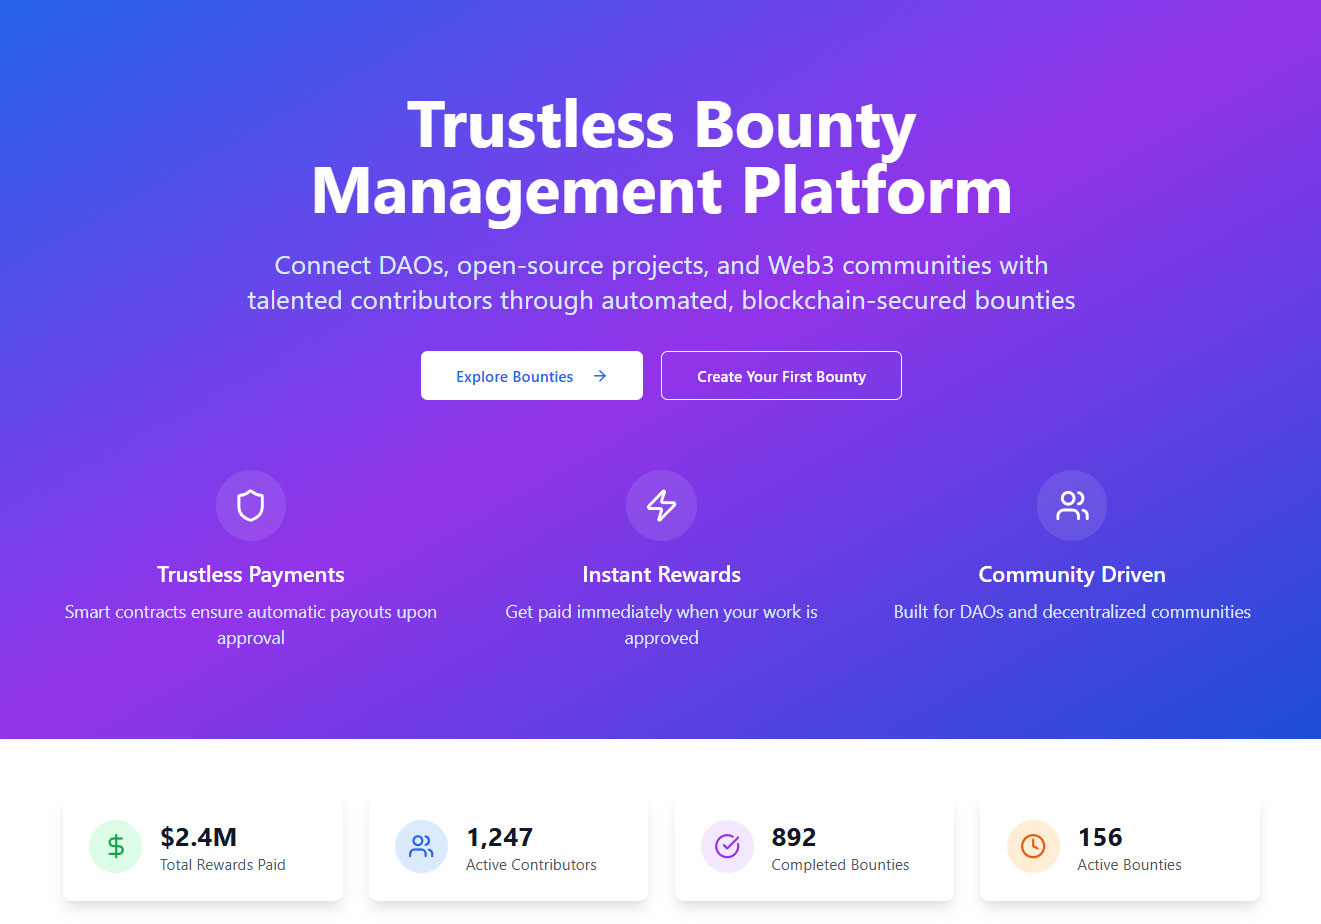 Trustless Bounty
Management Platform
Connect DAOs, open-source projects, and Web3 communities with
talented contributors through automated, blockchain-secured bounties
Explore Bounties
Create Your First Bounty
Trustless Payments
Smart contracts ensure automatic payouts upon
approval
Instant Rewards
Get paid immediately when your work is
approved
Community Driven
Built for DAOs and decentralized communities
$2.4M
Total Rewards Paid
1,247
Active Contributors
892
Completed Bounties
156
Active Bounties